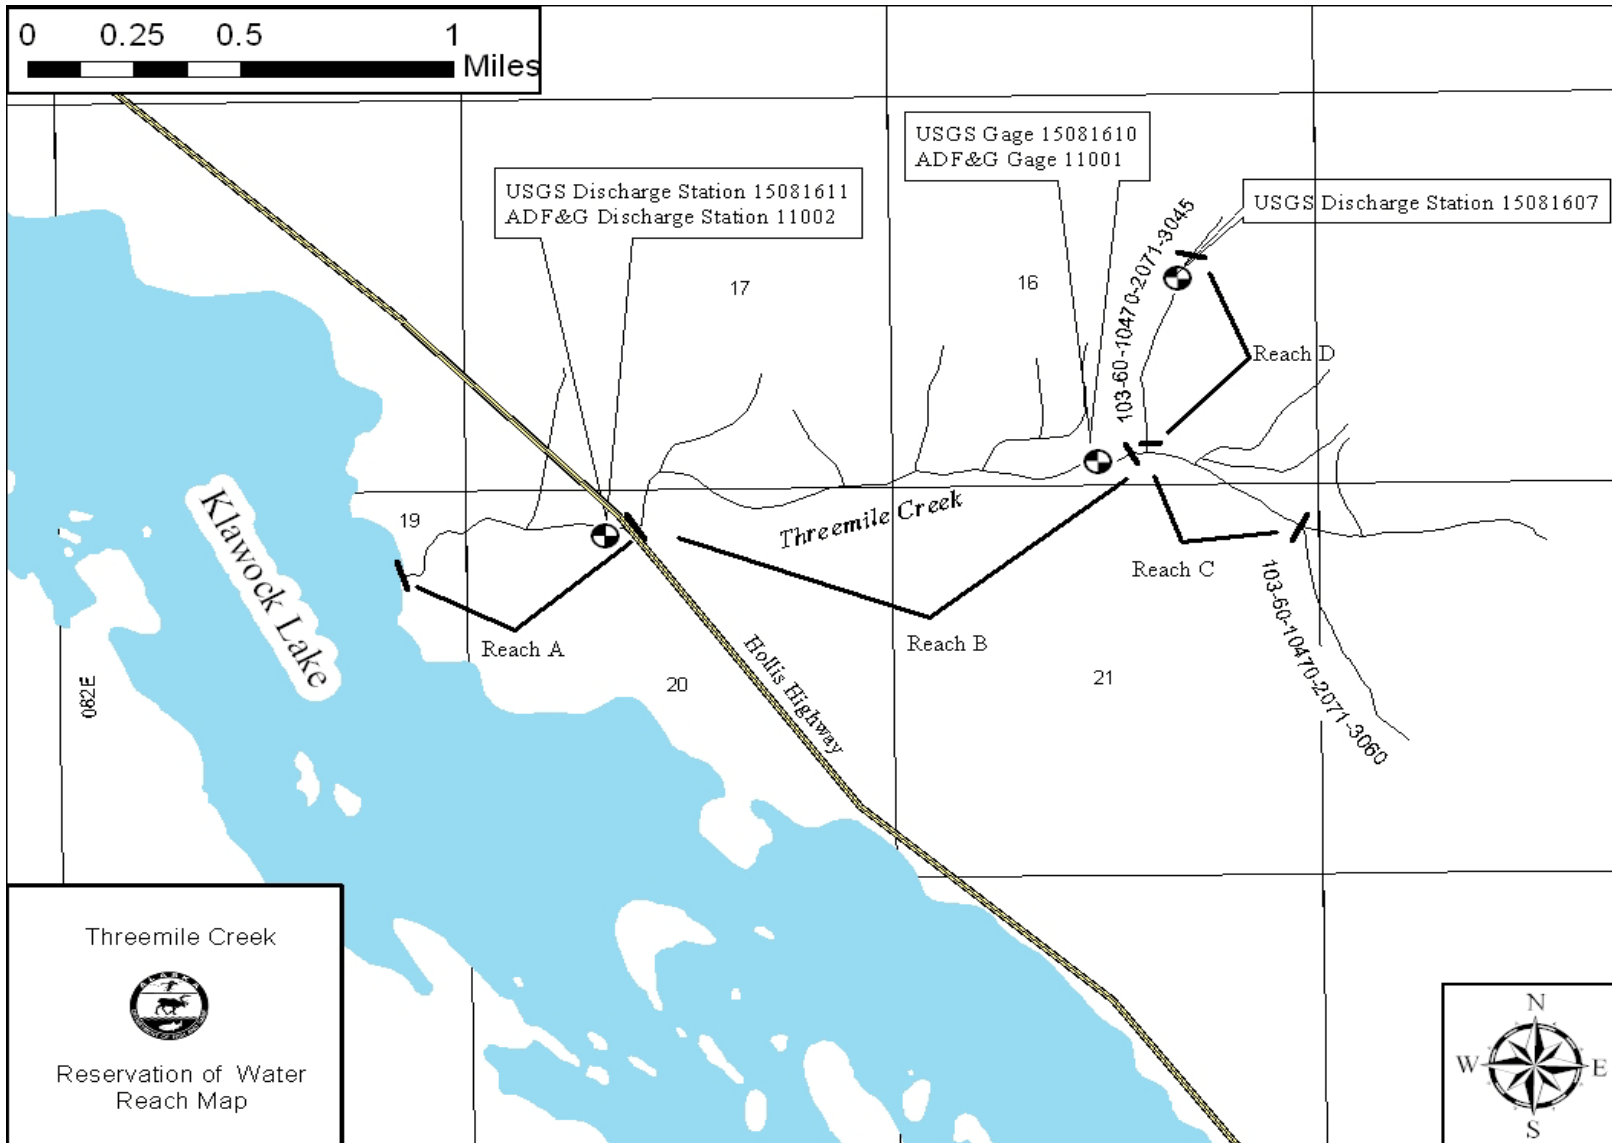 0 0.25 0.5 1
Miles
USGS Gage 15081610
ADF&G Gage 11001
USGS Discharge Station 15081611
ADF&G Discharge Station 11002
USGS Discharge Station 15081607
103-60-10470-2071-3045
17
16
Reach D
Threemile Creek
19
Klawock Lake
Reach C
103-60-10470-2071-3060
Reach A
Reach B
Hollis Highway
082E
20
21
Threemile Creek
ALASKA
Reservation of Water
Reach Map
N
W
E
S